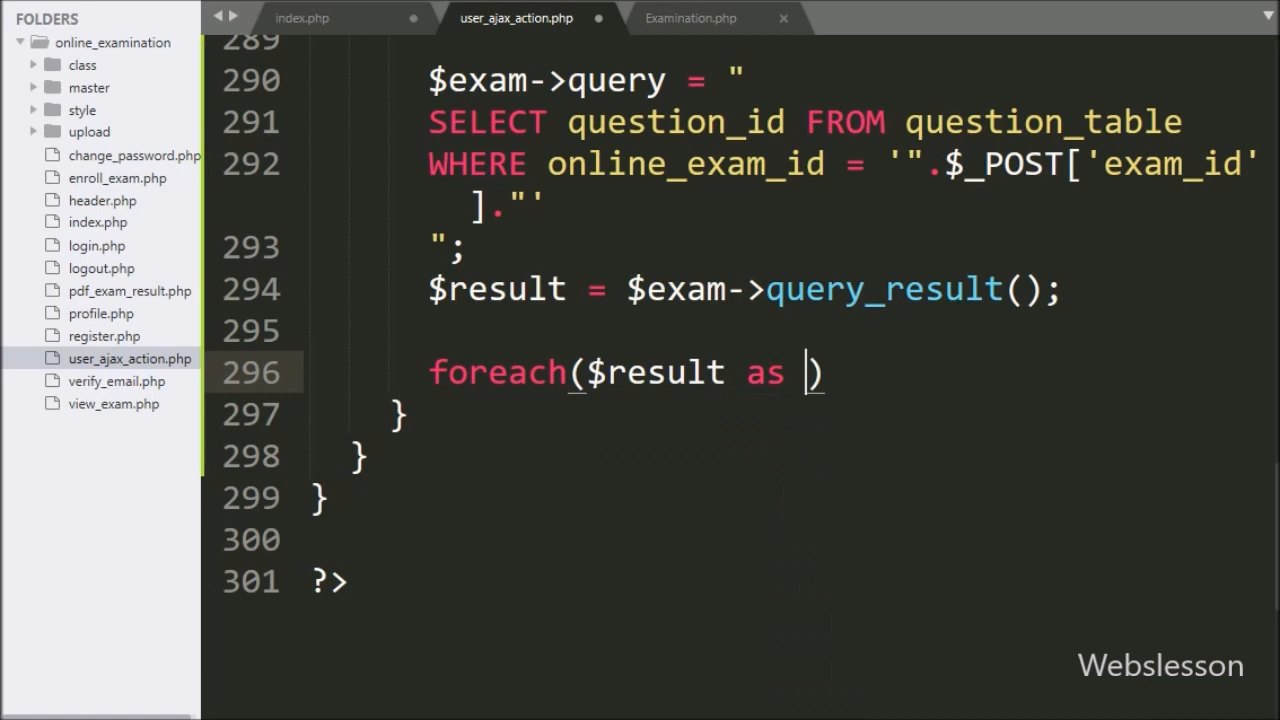 FOLDERS
online_examination
class
master
style
upload
change_password.php
enroll_exam.php
header.php
index.php
login.php
logout.php
pdf_exam_result.php
profile.php
register.php
user_ajax_action.php
verify_email.php
view_exam.php
index.php
user_ajax_action.php
Examination.php
289
290 $exam->query = "
291 SELECT question_id FROM question_table
292 WHERE online_exam_id = '".$_POST['exam_id'
]."'
293 ";
294 $result = $exam->query_result();
295
296 foreach($result as )
297 }
298 }
299 }
300
301 ?>
Webslesson